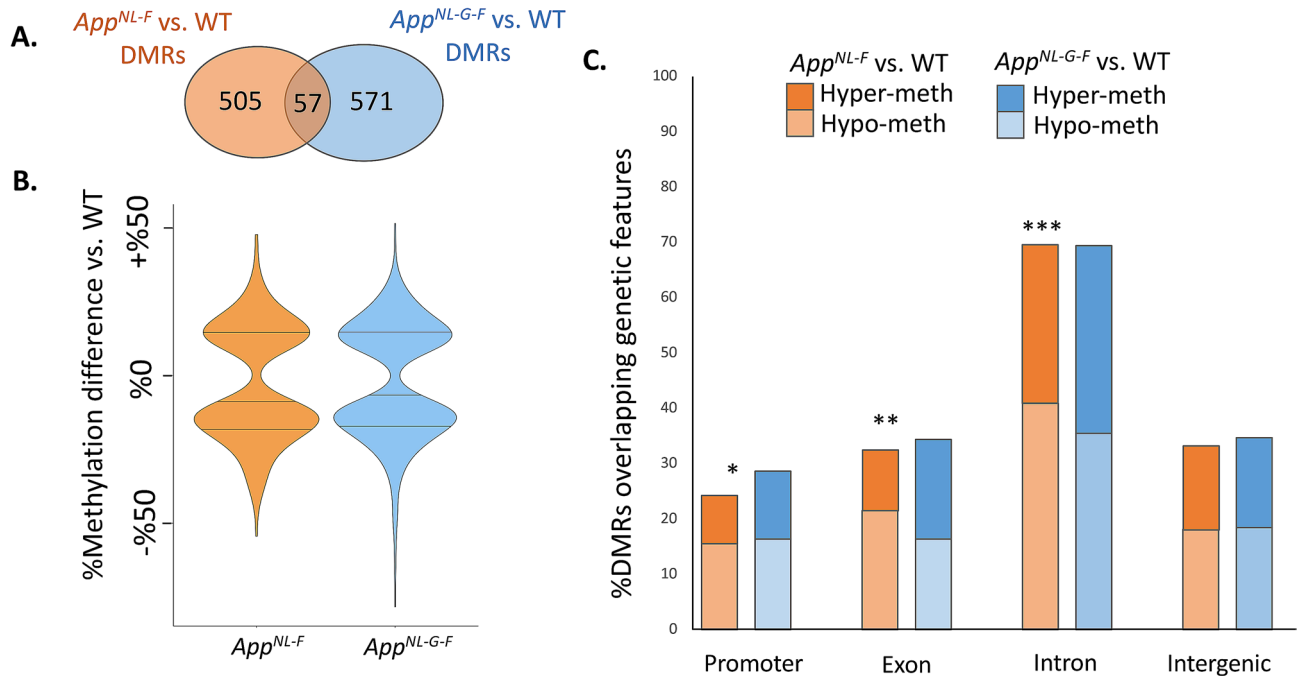 A.
App^NL-F vs. WT
DMRs
App^NL-G-F vs. WT
DMRs
505
57
571
B.
%Methylation difference vs. WT
+%50
%0
-%50
App^NL-F
App^NL-G-F
C.
App^NL-F vs. WT
Hyper-meth
Hypo-meth
App^NL-G-F vs. WT
Hyper-meth
Hypo-meth
%DMRs overlapping genetic features
100
90
80
70
60
50
40
30
20
10
0
*
**
***
Promoter
Exon
Intron
Intergenic